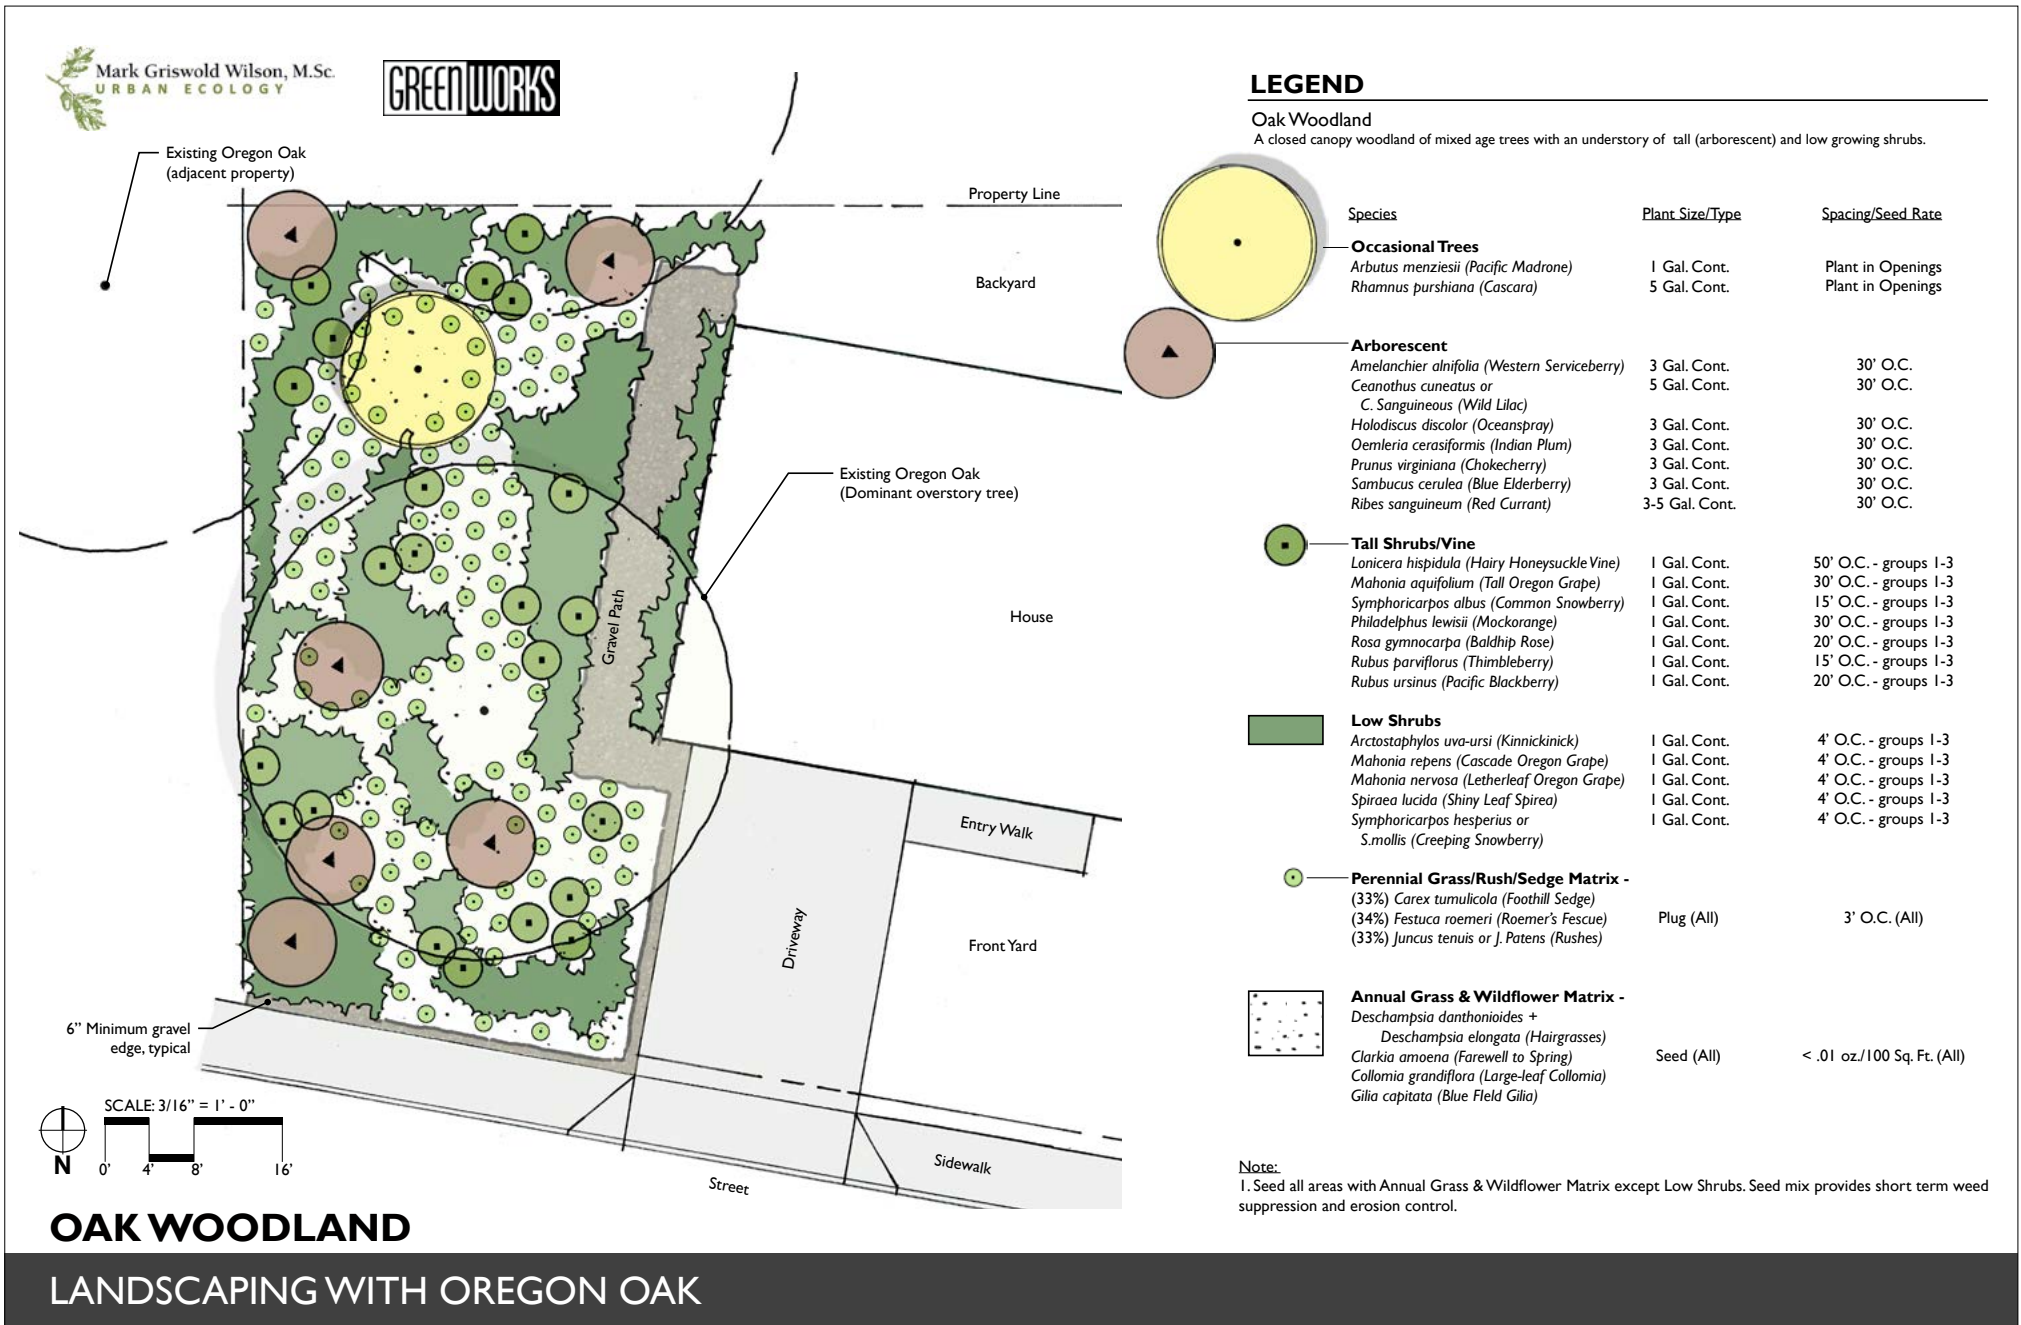 Mark Griswold Wilson, M.Sc.
URBAN ECOLOGY
GREENWORKS
Existing Oregon Oak
(adjacent property)
Property Line
Backyard
Existing Oregon Oak
(Dominant overstory tree)
Gravel Path
House
Entry Walk
Driveway
Front Yard
6” Minimum gravel
edge, typical
Sidewalk
Street
SCALE: 3/16” = 1’ - 0”
N
0’ 4’ 8’ 16’
OAK WOODLAND
LEGEND
Oak Woodland
A closed canopy woodland of mixed age trees with an understory of tall (arborescent) and low growing shrubs.
Species Plant Size/Type Spacing/Seed Rate
Occasional Trees
Arbutus menziesii (Pacific Madrone) 1 Gal. Cont. Plant in Openings
Rhamnus purshiana (Cascara) 5 Gal. Cont. Plant in Openings
Arborescent
Amelanchier alnifolia (Western Serviceberry) 3 Gal. Cont. 30’ O.C.
Ceanothus cuneatus or 5 Gal. Cont. 30’ O.C.
C. Sanguineous (Wild Lilac)
Holodiscus discolor (Oceanspray) 3 Gal. Cont. 30’ O.C.
Oemleria cerasiformis (Indian Plum) 3 Gal. Cont. 30’ O.C.
Prunus virginiana (Chokecherry) 3 Gal. Cont. 30’ O.C.
Sambucus cerulea (Blue Elderberry) 3 Gal. Cont. 30’ O.C.
Ribes sanguineum (Red Currant) 3-5 Gal. Cont. 30’ O.C.
Tall Shrubs/Vine
Lonicera hispidula (Hairy Honeysuckle Vine) 1 Gal. Cont. 50’ O.C. - groups 1-3
Mahonia aquifolium (Tall Oregon Grape) 1 Gal. Cont. 30’ O.C. - groups 1-3
Symphoricarpos albus (Common Snowberry) 1 Gal. Cont. 15’ O.C. - groups 1-3
Philadelphus lewisii (Mockorange) 1 Gal. Cont. 30’ O.C. - groups 1-3
Rosa gymnocarpa (Baldhip Rose) 1 Gal. Cont. 20’ O.C. - groups 1-3
Rubus parviflorus (Thimbleberry) 1 Gal. Cont. 15’ O.C. - groups 1-3
Rubus ursinus (Pacific Blackberry) 1 Gal. Cont. 20’ O.C. - groups 1-3
Low Shrubs
Arctostaphylos uva-ursi (Kinnickinick) 1 Gal. Cont. 4’ O.C. - groups 1-3
Mahonia repens (Cascade Oregon Grape) 1 Gal. Cont. 4’ O.C. - groups 1-3
Mahonia nervosa (Letherleaf Oregon Grape) 1 Gal. Cont. 4’ O.C. - groups 1-3
Spiraea lucida (Shiny Leaf Spirea) 1 Gal. Cont. 4’ O.C. - groups 1-3
Symphoricarpos hesperius or 1 Gal. Cont. 4’ O.C. - groups 1-3
S.mollis (Creeping Snowberry)
Perennial Grass/Rush/Sedge Matrix -
(33%) Carex tumulicola (Foothill Sedge)
(34%) Festuca roemeri (Roemer’s Fescue) Plug (All) 3’ O.C. (All)
(33%) Juncus tenuis or J. Patens (Rushes)
Annual Grass & Wildflower Matrix -
Deschampsia danthonioides +
Deschampsia elongata (Hairgrasses)
Clarkia amoena (Farewell to Spring) Seed (All) < .01 oz./100 Sq. Ft. (All)
Collomia grandiflora (Large-leaf Collomia)
Gilia capitata (Blue FIeld Gilia)
Note:
1. Seed all areas with Annual Grass & Wildflower Matrix except Low Shrubs. Seed mix provides short term weed
suppression and erosion control.
LANDSCAPING WITH OREGON OAK